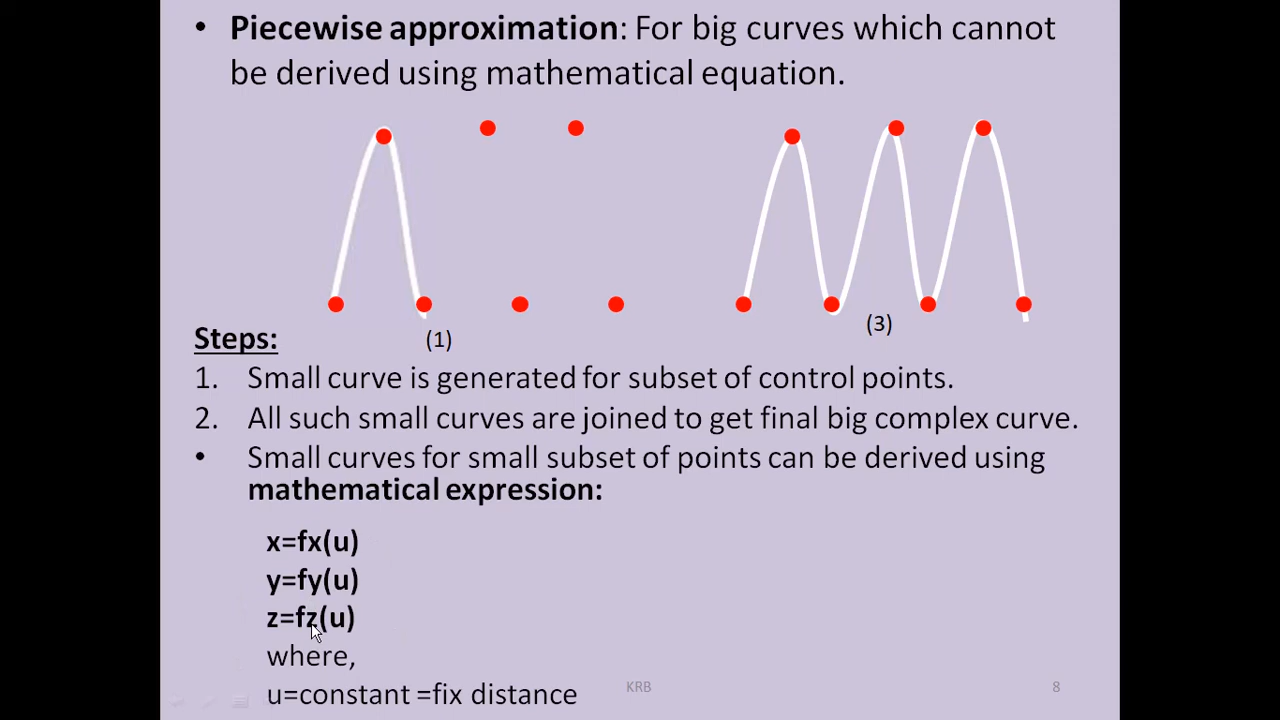 • Piecewise approximation: For big curves which cannot
be derived using mathematical equation.
(3)
Steps:
(1)
1. Small curve is generated for subset of control points.
2. All such small curves are joined to get final big complex curve.
• Small curves for small subset of points can be derived using
mathematical expression:
x=fx(u)
y=fy(u)
z=fz(u)
where,
u=constant =fix distance
KRB
8